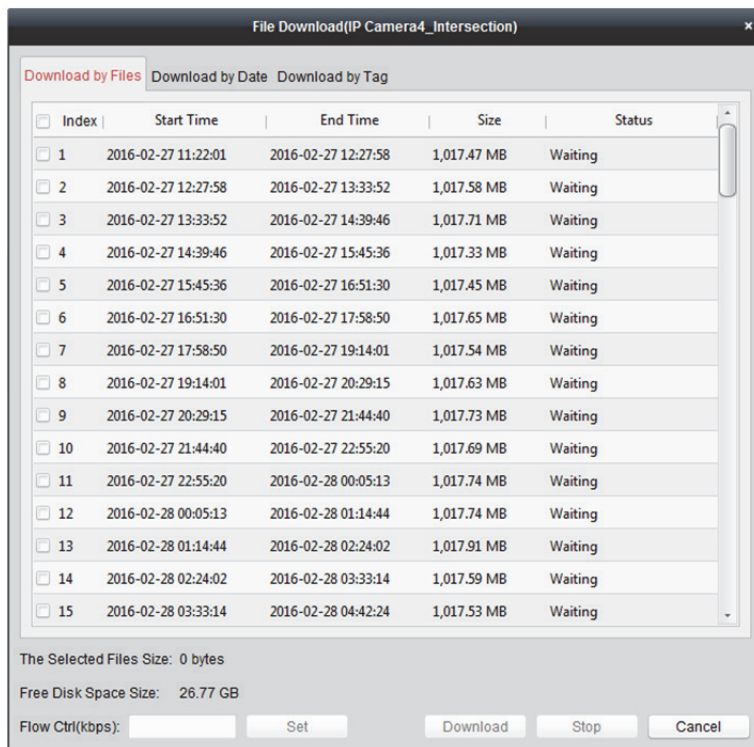 File Download(IP Camera4_Intersection) ×
Download by Files Download by Date Download by Tag
Index Start Time End Time Size Status
1 2016-02-27 11:22:01 2016-02-27 12:27:58 1,017.47 MB Waiting
2 2016-02-27 12:27:58 2016-02-27 13:33:52 1,017.58 MB Waiting
3 2016-02-27 13:33:52 2016-02-27 14:39:46 1,017.71 MB Waiting
4 2016-02-27 14:39:46 2016-02-27 15:45:36 1,017.33 MB Waiting
5 2016-02-27 15:45:36 2016-02-27 16:51:30 1,017.45 MB Waiting
6 2016-02-27 16:51:30 2016-02-27 17:58:50 1,017.65 MB Waiting
7 2016-02-27 17:58:50 2016-02-27 19:14:01 1,017.54 MB Waiting
8 2016-02-27 19:14:01 2016-02-27 20:29:15 1,017.63 MB Waiting
9 2016-02-27 20:29:15 2016-02-27 21:44:40 1,017.73 MB Waiting
10 2016-02-27 21:44:40 2016-02-27 22:55:20 1,017.69 MB Waiting
11 2016-02-27 22:55:20 2016-02-28 00:05:13 1,017.74 MB Waiting
12 2016-02-28 00:05:13 2016-02-28 01:14:44 1,017.74 MB Waiting
13 2016-02-28 01:14:44 2016-02-28 02:24:02 1,017.91 MB Waiting
14 2016-02-28 02:24:02 2016-02-28 03:33:14 1,017.59 MB Waiting
15 2016-02-28 03:33:14 2016-02-28 04:42:24 1,017.53 MB Waiting
The Selected Files Size: 0 bytes
Free Disk Space Size: 26.77 GB
Flow Ctrl(kbps): Set Download Stop Cancel